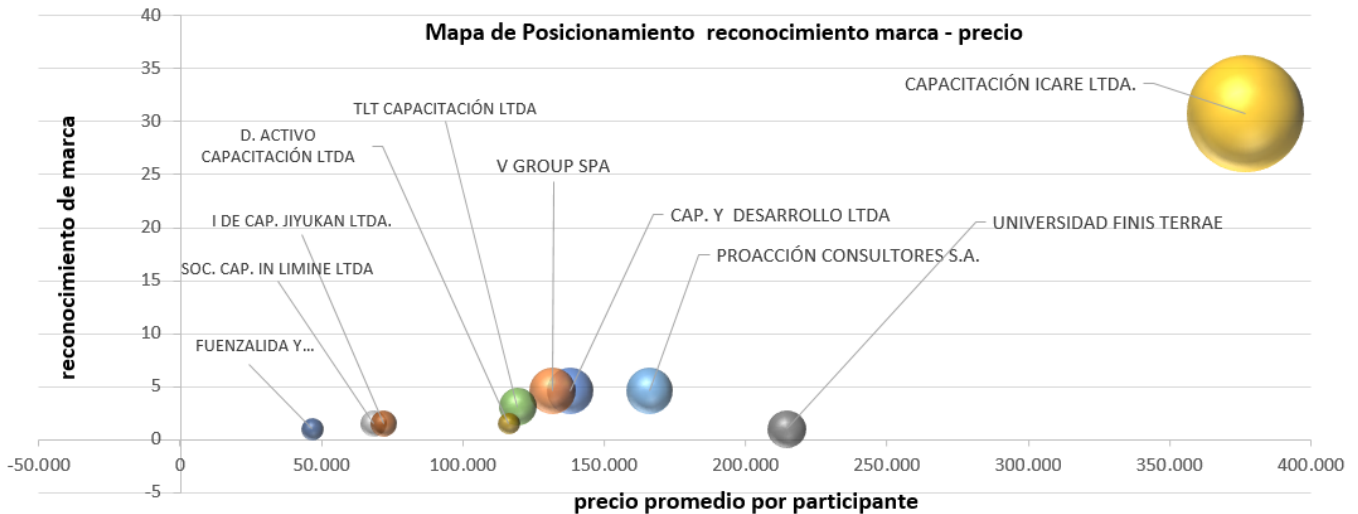 Mapa de Posicionamiento reconocimiento marca - precio
reconocimiento de marca
40
35
30
25
20
15
10
5
0
-5
CAPACITACIÓN ICARE LTDA.
TLT CAPACITACIÓN LTDA
D. ACTIVO
CAPACITACIÓN LTDA
V GROUP SPA
I DE CAP. JIYUKAN LTDA.
CAP. Y DESARROLLO LTDA
UNIVERSIDAD FINIS TERRAE
PROACCIÓN CONSULTORES S.A.
SOC. CAP. IN LIMINE LTDA
FUENZALIDA Y...
-50.000 0 50.000 100.000 150.000 200.000 250.000 300.000 350.000 400.000
precio promedio por participante